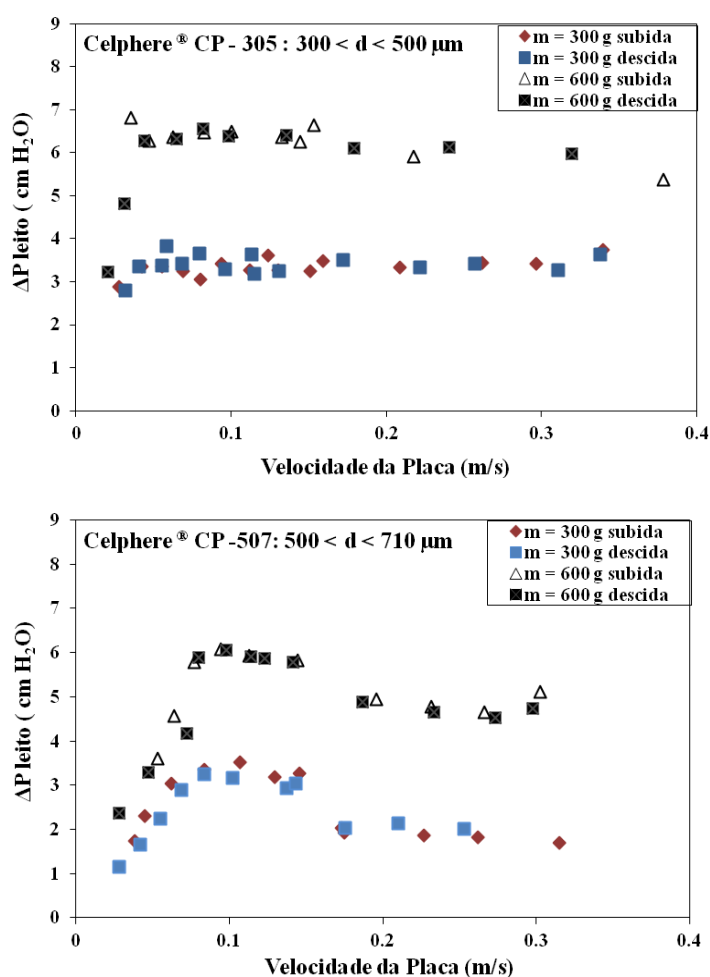 Celphere ® CP - 305 : 300 < d < 500 µm
m = 300 g subida
m = 300 g descida
m = 600 g subida
m = 600 g descida
9
8
7
6
5
4
3
2
1
0
ΔP leito ( cm H₂O)
0 0.1 0.2 0.3 0.4
Velocidade da Placa (m/s)
Celphere ® CP -507: 500 < d < 710 µm
m = 300 g subida
m = 300 g descida
m = 600 g subida
m = 600 g descida
9
8
7
6
5
4
3
2
1
0
ΔP leito ( cm H₂O)
0 0.1 0.2 0.3 0.4
Velocidade da Placa (m/s)